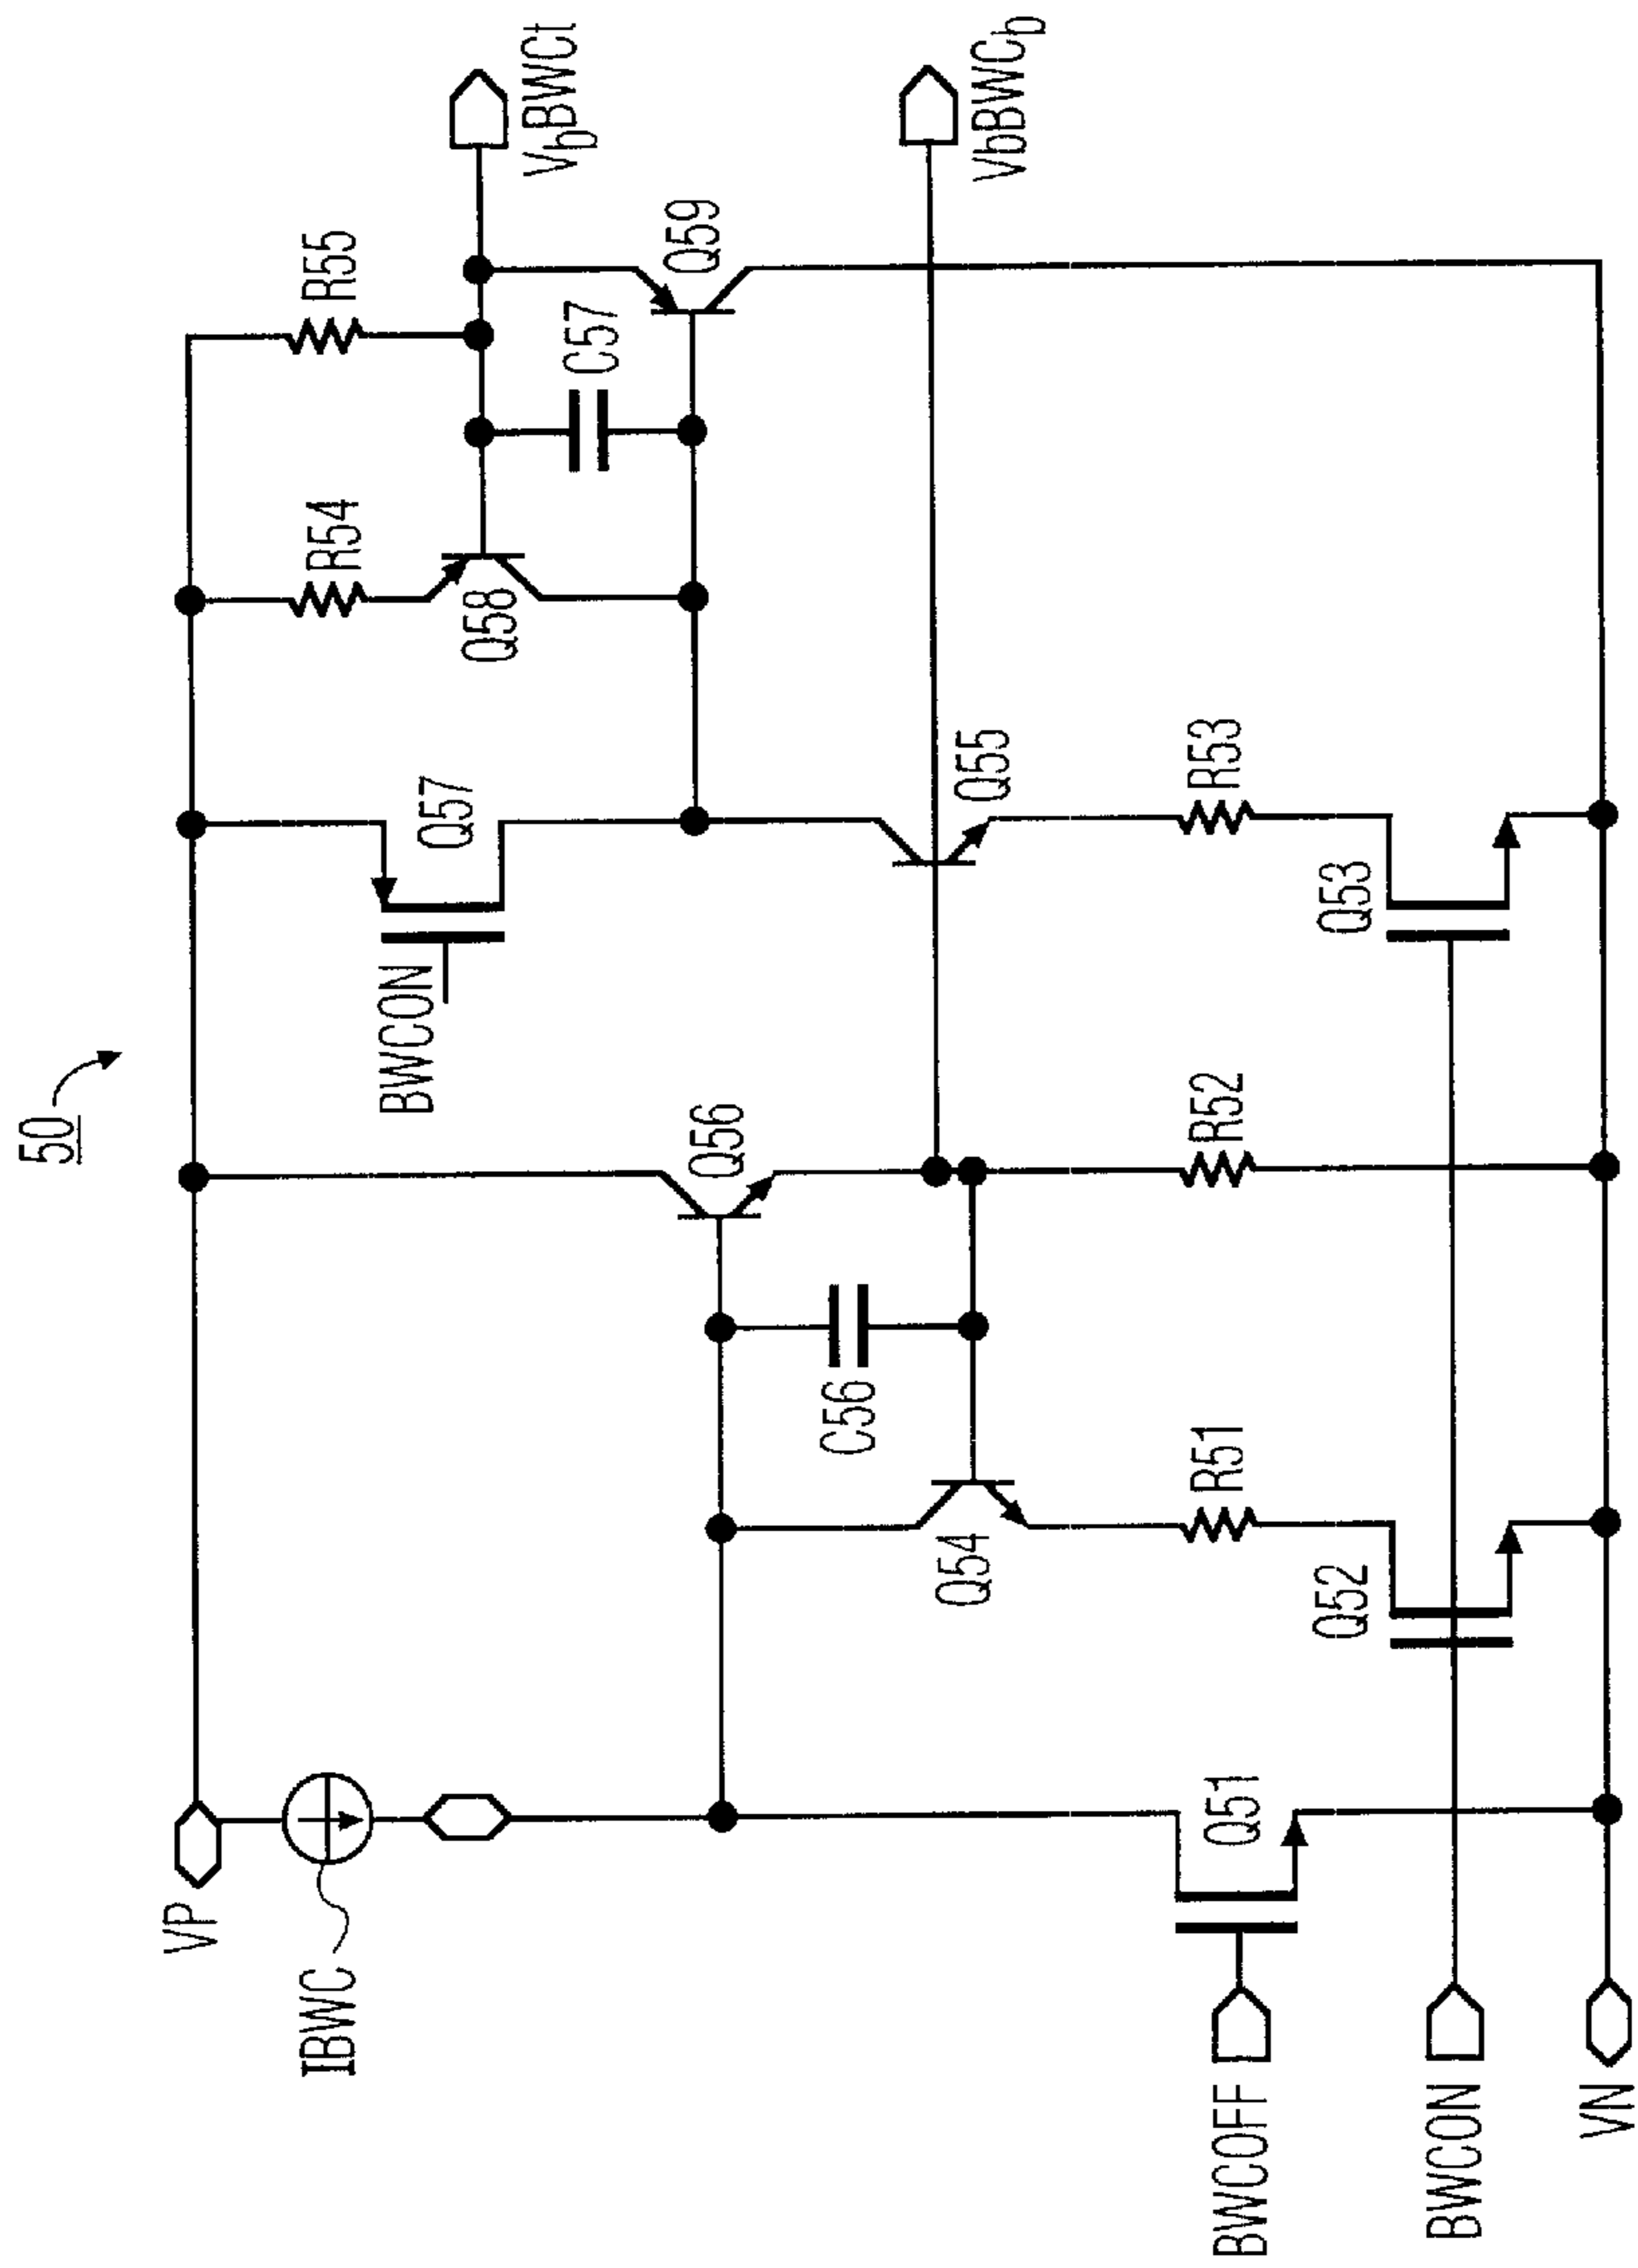 50
VP
IBWC
BWCOFF
BWCON
VN
Q51
Q52
Q54
R51
C56
Q56
R52
BWCON
Q57
Q53
Q55
R53
Q58
R54
C57
R55
Q59
VbBWCt
VbBWCb